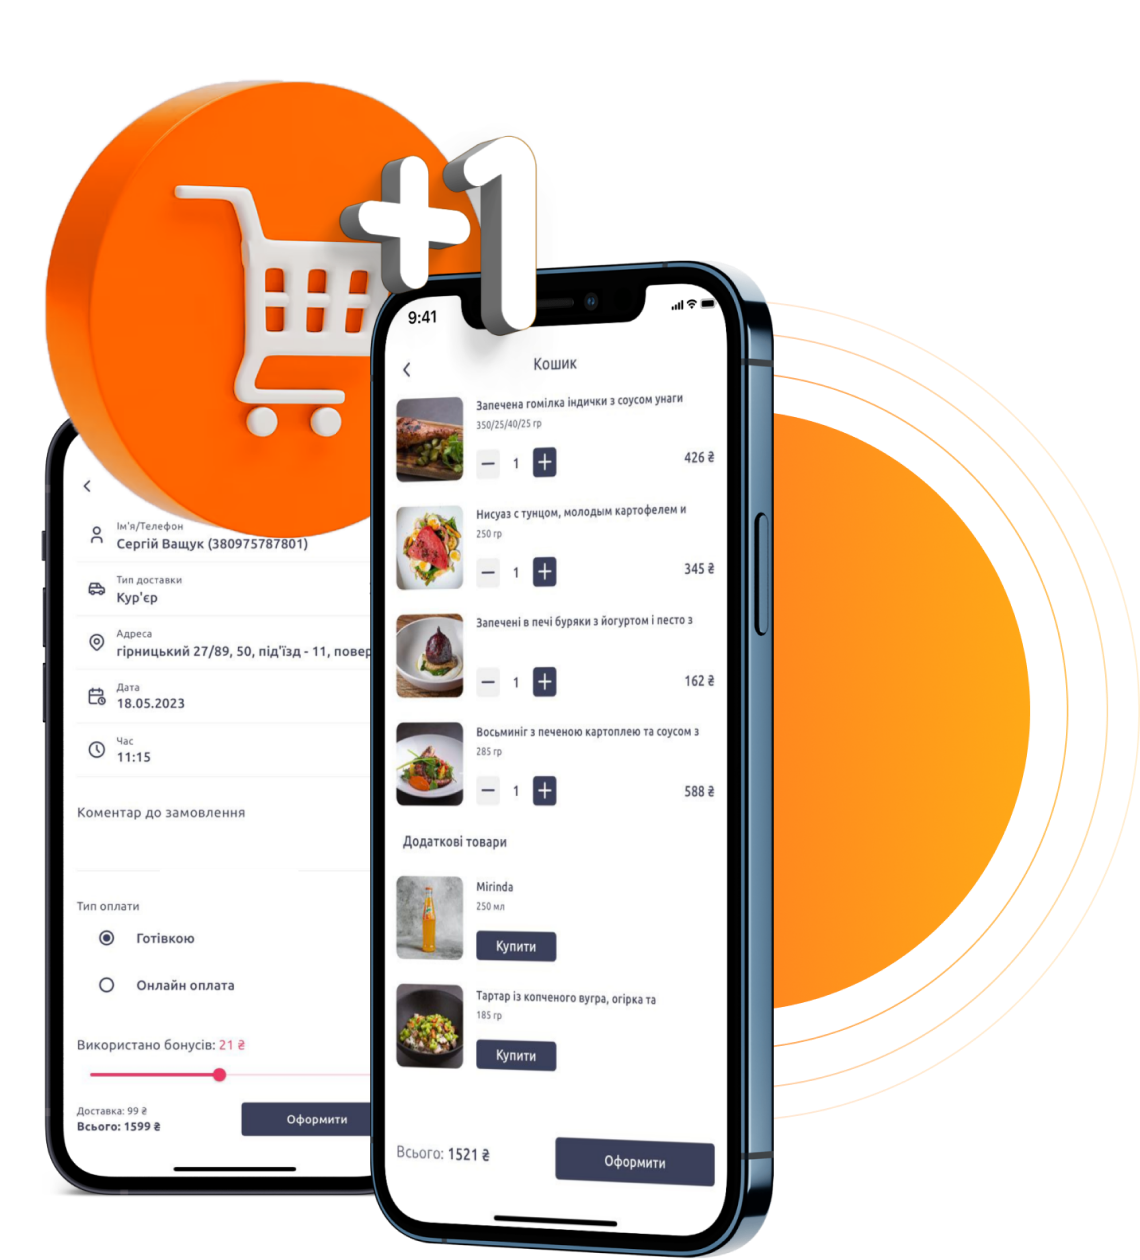 +1
9:41
Кошик
Запечена гомілка індички з соусом унаги
350/25/40/25 гр
1
426 ₴
Нисуаз с тунцом, молодым картофелем и
250 гр
1
345 ₴
Запечені в печі буряки з йогуртом і песто з
1
162 ₴
Восьминіг з печеною картоплею та соусом з
285 гр
1
588 ₴
Додаткові товари
Mirinda
250 мл
Купити
Тартар із копченого вугра, огірка та
185 гр
Купити
Всього: 1521 ₴
Оформити
Ім'я/Телефон
Сергій Ващук (380975787801)
Тип доставки
Кур'єр
Адреса
гірницький 27/89, 50, під'їзд - 11, повер
Дата
18.05.2023
Час
11:15
Коментар до замовлення
Тип оплати
Готівкою
Онлайн оплата
Використано бонусів: 21 ₴
Доставка: 99 ₴
Всього: 1599 ₴
Оформити